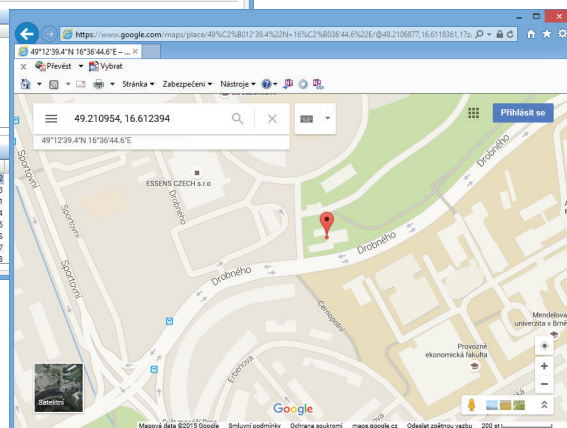 https://www.google.com/maps/place/49%C2%B012'39.4%22N+16%C2%B036'44.6%22E/@49.2106877,16.6118361,17z
49°12'39.4"N 16°36'44.6"E – ...
Převést
Vybrat
Stránka
Zabezpečení
Nástroje
49.210954, 16.612394
Přihlásit se
49°12'39.4"N 16°36'44.6"E
Sportovní
ESSENS CZECH s.r.o
Drobného
Drobného
Sportovní
Drobného
Drobného
Sportovní
Černopolní
Erbenova
Mendelova
univerzita v Brně
Provozně
ekonomická fakulta
Satelitní
Google
Mapová data ©2015 Google
Smluvní podmínky
Ochrana soukromí
maps.google.cz
Odeslat zpětnou vazbu
200 st